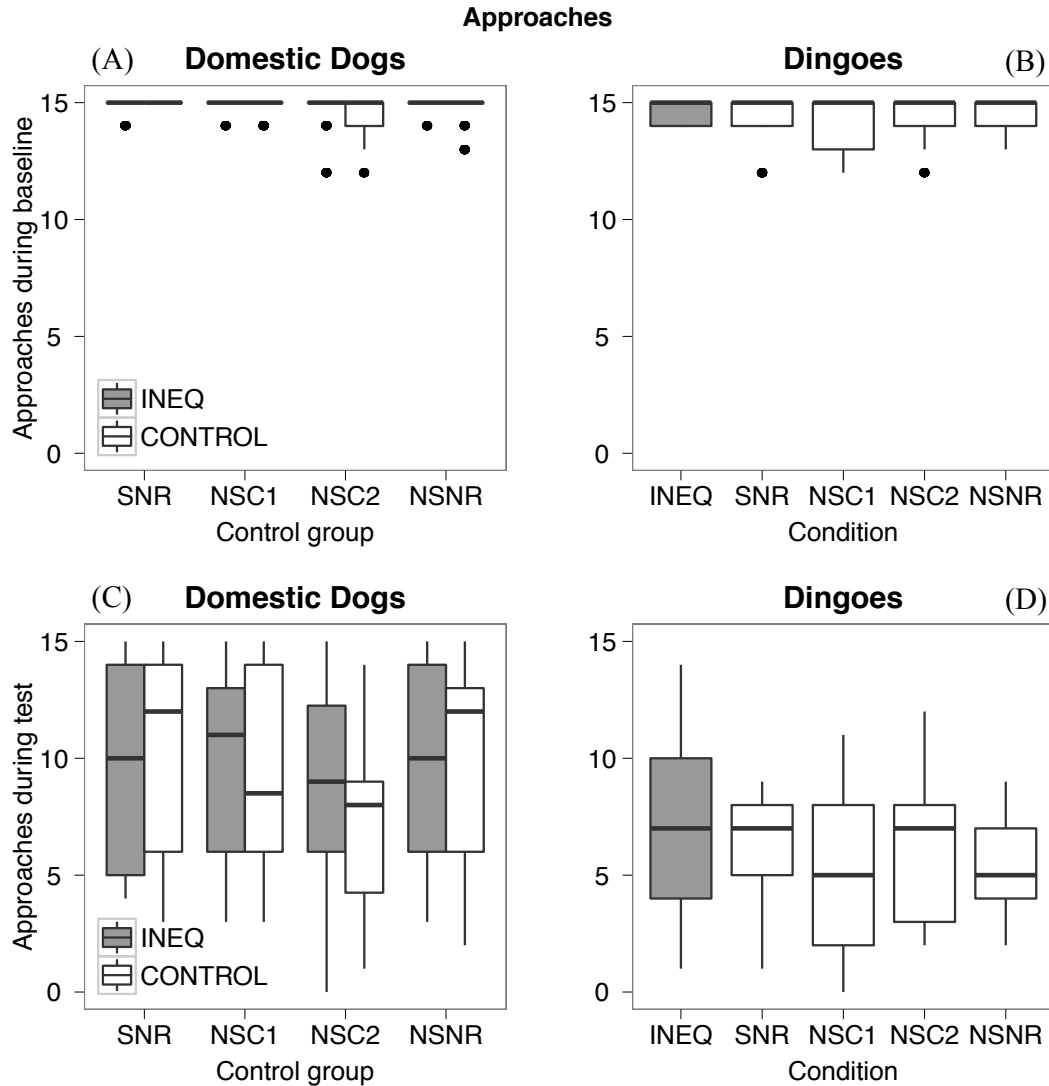 Approaches
(A) Domestic Dogs
Approaches during baseline
15
10
5
0
INEQ
CONTROL
SNR NSC1 NSC2 NSNR
Control group
Dingoes (B)
15
10
5
0
INEQ SNR NSC1 NSC2 NSNR
Condition
(C) Domestic Dogs
Approaches during test
15
10
5
0
INEQ
CONTROL
SNR NSC1 NSC2 NSNR
Control group
Dingoes (D)
15
10
5
0
INEQ SNR NSC1 NSC2 NSNR
Condition